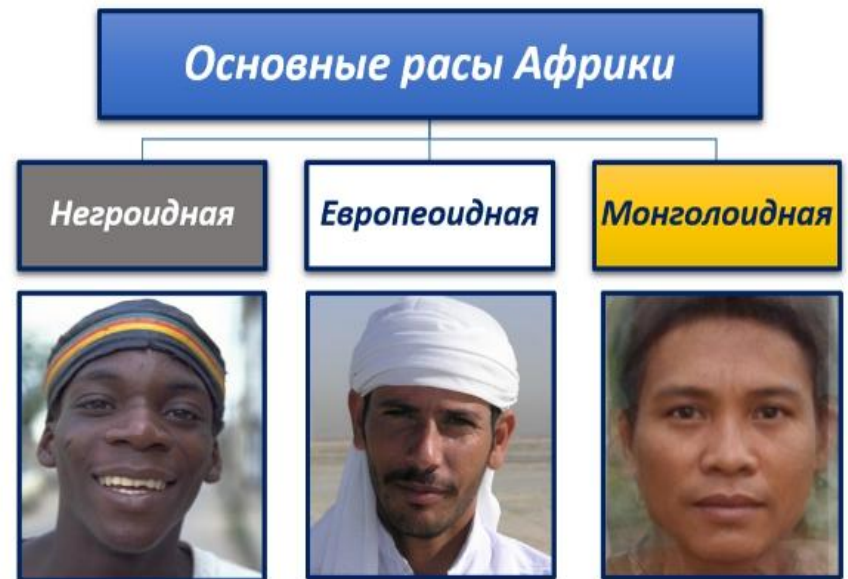 Основные расы Африки
Негроидная
Европеоидная
Монголоидная